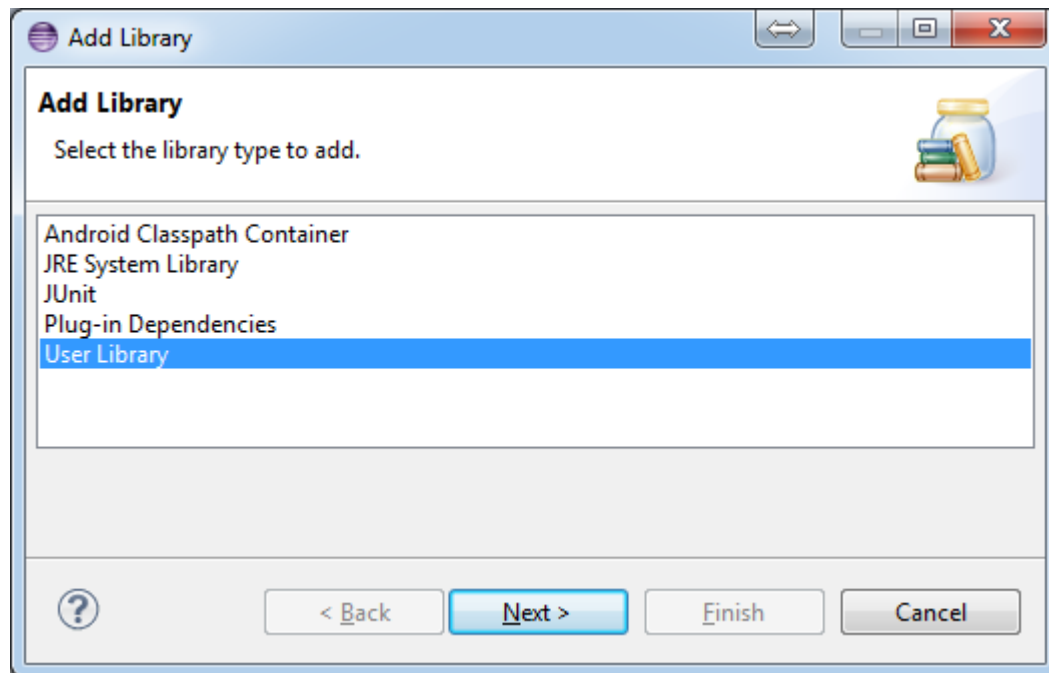 Add Library
Add Library
Select the library type to add.
Android Classpath Container
JRE System Library
JUnit
Plug-in Dependencies
User Library
?
< Back
Next >
Finish
Cancel